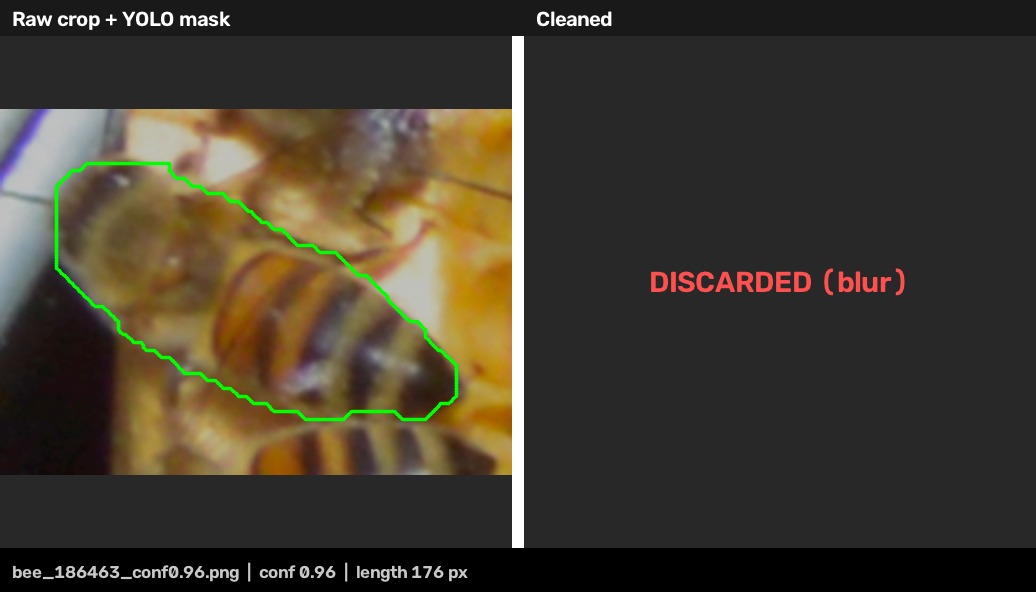 Raw crop + YOLO mask
Cleaned
DISCARDED (blur)
bee_186463_conf0.96.png | conf 0.96 | length 176 px